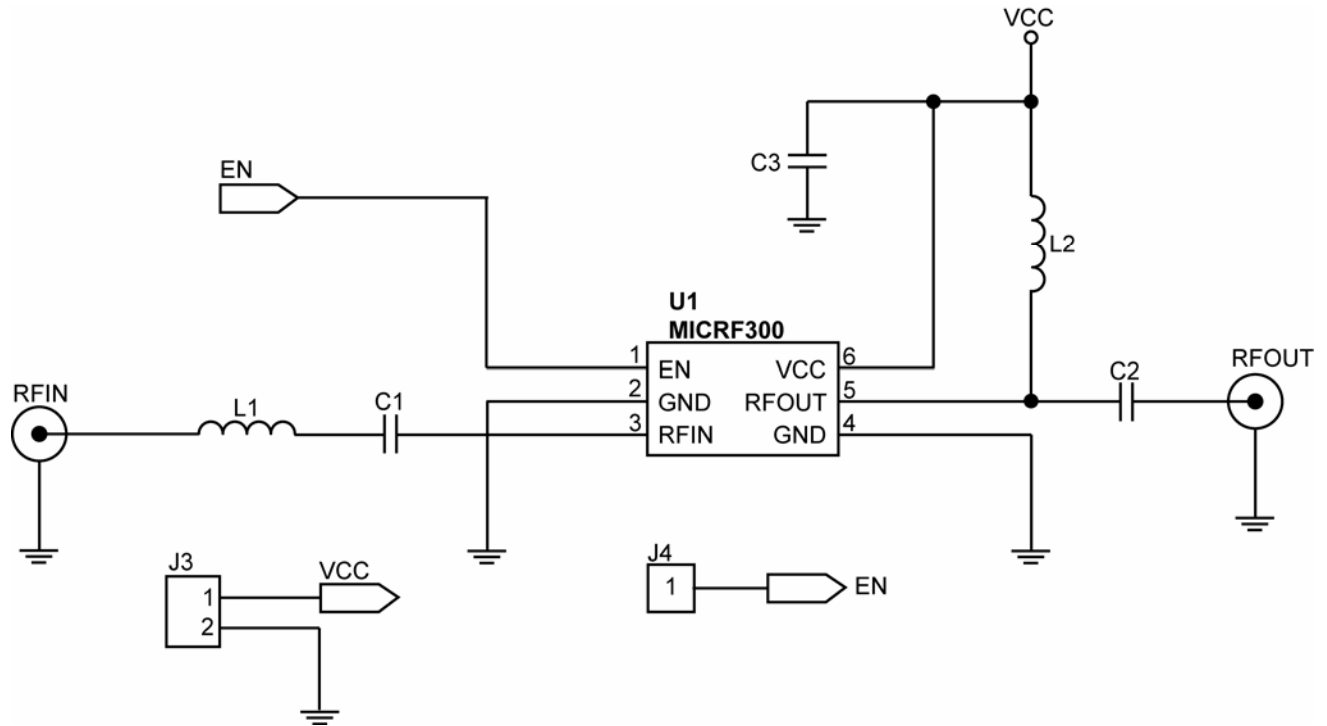 VCC
C3
EN
L2
U1
MICRF300
1 EN VCC 6
2 GND RFOUT 5
3 RFIN GND 4
C2
RFOUT
RFIN
L1
C1
J3
VCC
1
2
J4
1
EN